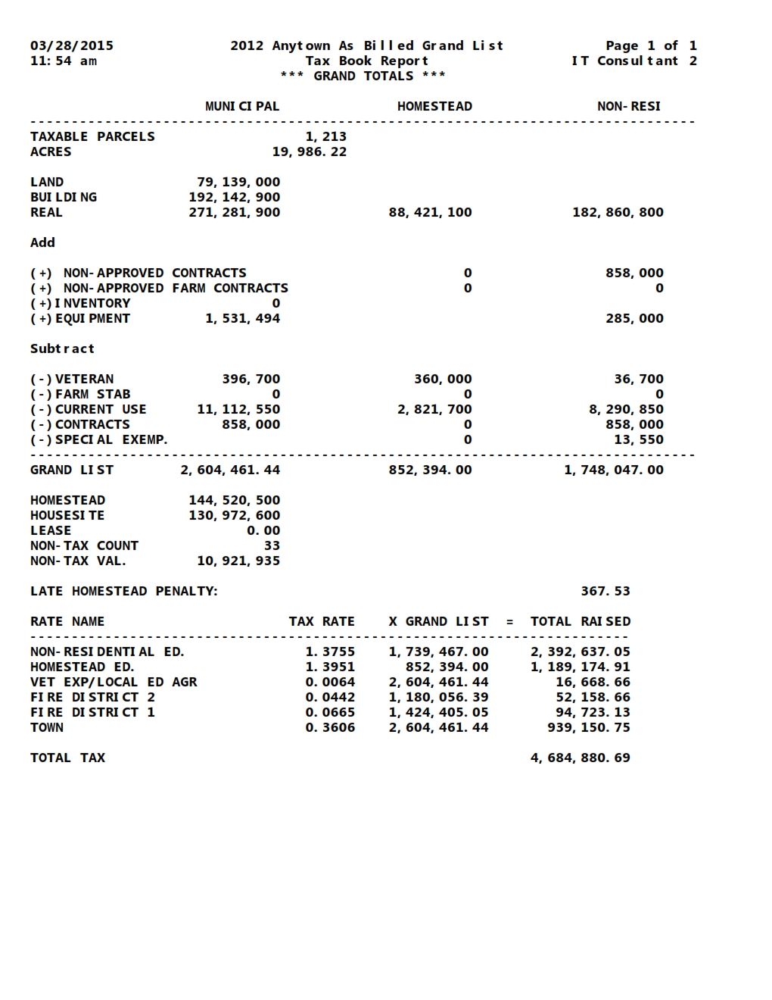 03/28/2015 2012 Anytown As Billed Grand List Page 1 of 1
11:54 am Tax Book Report IT Consultant 2
*** GRAND TOTALS ***
MUNICIPAL HOMESTEAD NON-RESI
--------------------------------------------------------------------------------
TAXABLE PARCELS 1,213
ACRES 19,986.22
LAND 79,139,000
BUILDING 192,142,900
REAL 271,281,900 88,421,100 182,860,800
Add
(+) NON-APPROVED CONTRACTS 0 858,000
(+) NON-APPROVED FARM CONTRACTS 0 0
(+)INVENTORY 0
(+)EQUIPMENT 1,531,494 285,000
Subtract
(-)VETERAN 396,700 360,000 36,700
(-)FARM STAB 0 0 0
(-)CURRENT USE 11,112,550 2,821,700 8,290,850
(-)CONTRACTS 858,000 0 858,000
(-)SPECIAL EXEMP. 0 13,550
--------------------------------------------------------------------------------
GRAND LIST 2,604,461.44 852,394.00 1,748,047.00
HOMESTEAD 144,520,500
HOUSESITE 130,972,600
LEASE 0.00
NON-TAX COUNT 33
NON-TAX VAL. 10,921,935
LATE HOMESTEAD PENALTY: 367.53
RATE NAME TAX RATE X GRAND LIST = TOTAL RAISED
------------------------------------------------------------------------
NON-RESIDENTIAL ED. 1.3755 1,739,467.00 2,392,637.05
HOMESTEAD ED. 1.3951 852,394.00 1,189,174.91
VET EXP/LOCAL ED AGR 0.0064 2,604,461.44 16,668.66
FIRE DISTRICT 2 0.0442 1,180,056.39 52,158.66
FIRE DISTRICT 1 0.0665 1,424,405.05 94,723.13
TOWN 0.3606 2,604,461.44 939,150.75
TOTAL TAX 4,684,880.69